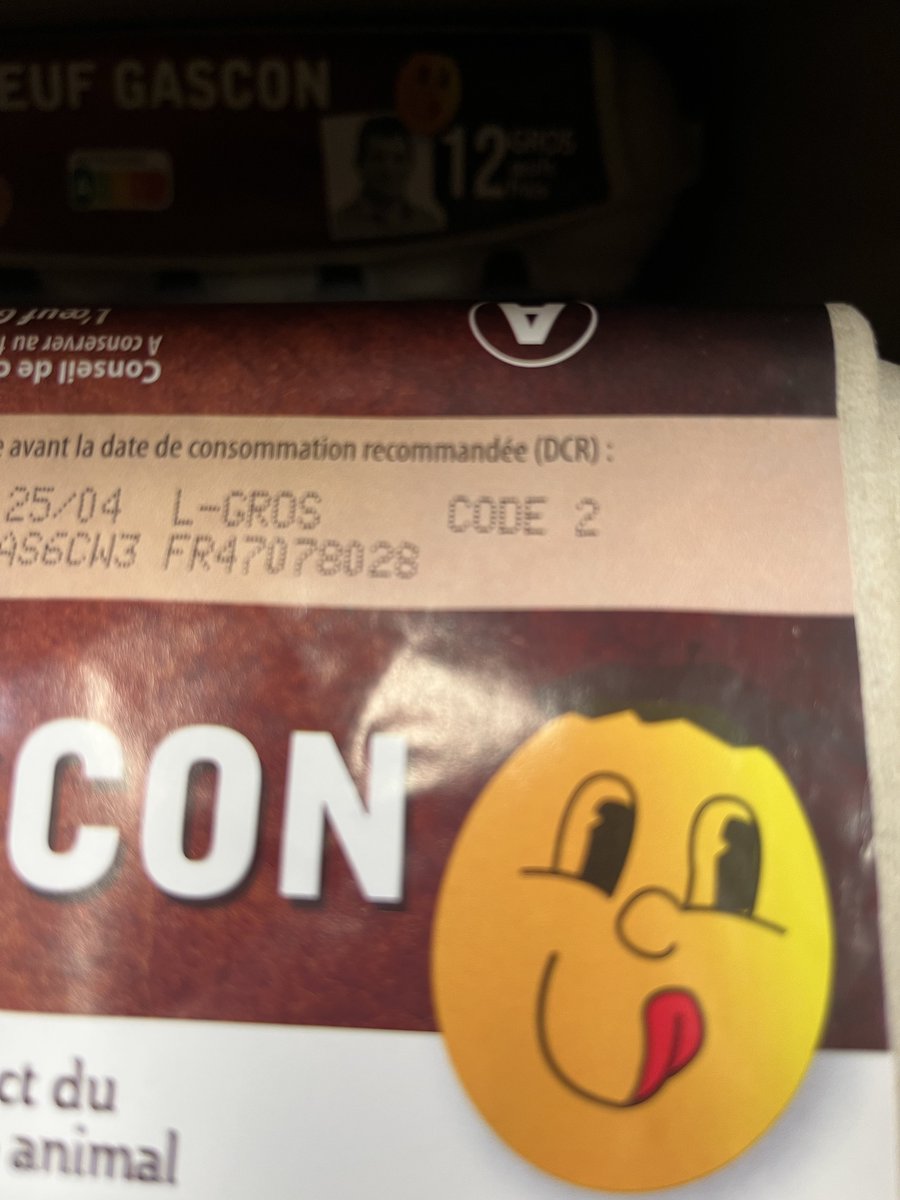 EUF GASCON
12 GROS
A
L'œuf G
A conserver au f
Conseil de c
e avant la date de consommation recommandée (DCR) :
25/04 L-GROS CODE 2
AS6CW3 FR47078028
CON
ct du
animal